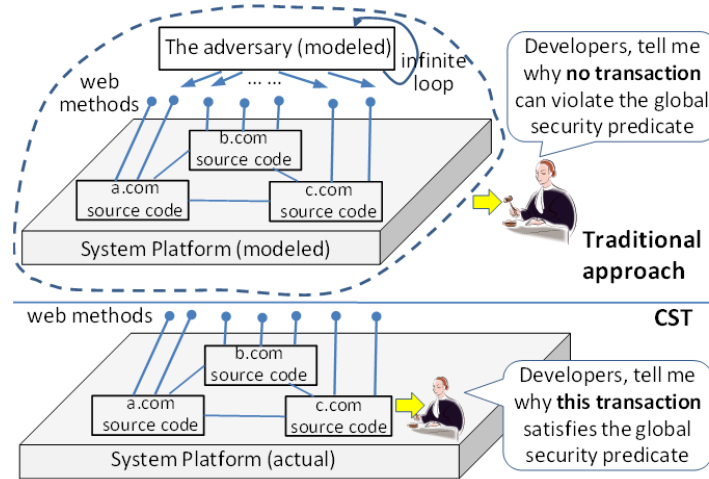 The adversary (modeled)
infinite
loop
... ...
web
methods
b.com
source code
a.com
source code
c.com
source code
System Platform (modeled)
Developers, tell me
why no transaction
can violate the global
security predicate
Traditional
approach
web methods
CST
b.com
source code
a.com
source code
c.com
source code
System Platform (actual)
Developers, tell me
why this transaction
satisfies the global
security predicate